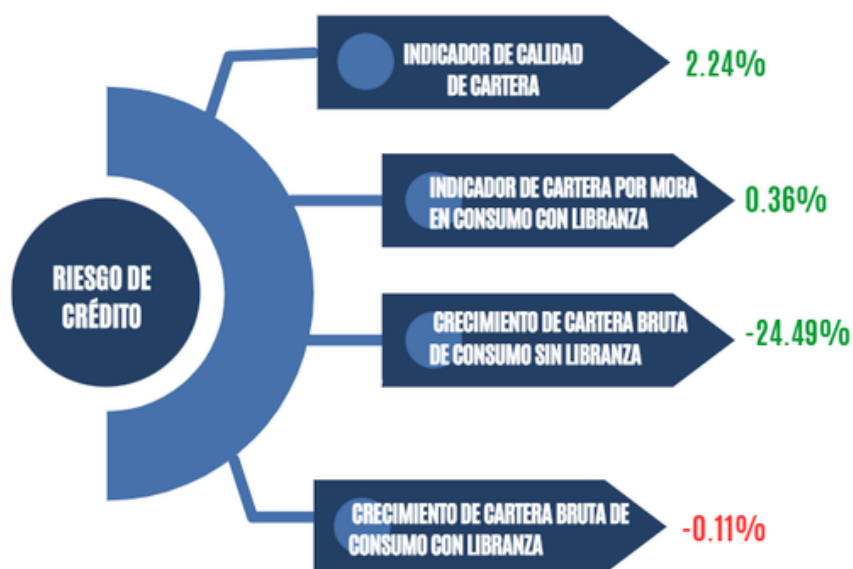 INDICADOR DE CALIDAD
DE CARTERA
2.24%
INDICADOR DE CARTERA POR MORA
EN CONSUMO CON LIBRANZA
0.36%
RIESGO DE
CRÉDITO
CRECIMIENTO DE CARTERA BRUTA
DE CONSUMO SIN LIBRANZA
-24.49%
CRECIMIENTO DE CARTERA BRUTA DE
CONSUMO CON LIBRANZA
-0.11%